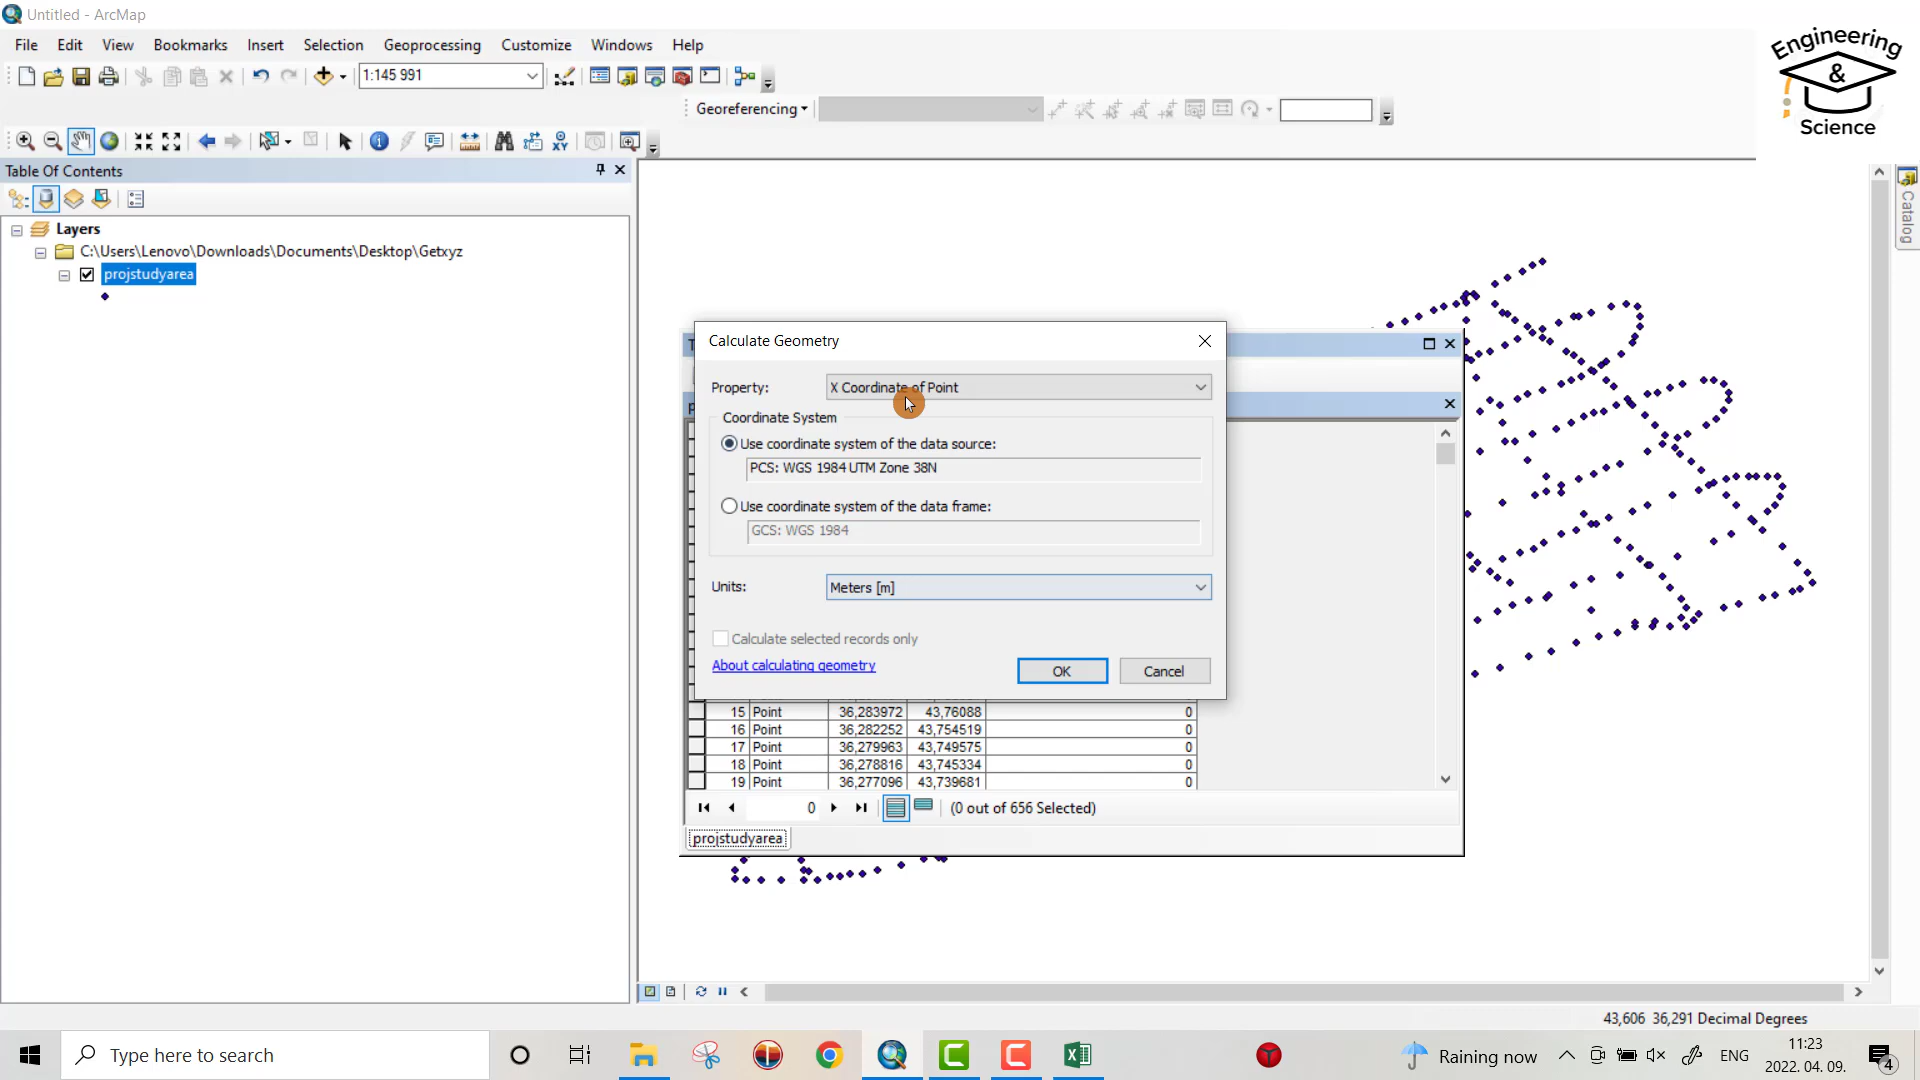 Untitled - ArcMap
File Edit View Bookmarks Insert Selection Geoprocessing Customize Windows Help
1:145 991
Georeferencing
Engineering
&
Science
Table Of Contents
Layers
C:\Users\Lenovo\Downloads\Documents\Desktop\Getxyz
projstudyarea
Catalog
Calculate Geometry
Property: X Coordinate of Point
Coordinate System
Use coordinate system of the data source:
PCS: WGS 1984 UTM Zone 38N
Use coordinate system of the data frame:
GCS: WGS 1984
Units: Meters [m]
Calculate selected records only
About calculating geometry
OK Cancel
15 Point 36,283972 43,76088 0
16 Point 36,282252 43,754519 0
17 Point 36,279963 43,749575 0
18 Point 36,278816 43,745334 0
19 Point 36,277096 43,739681 0
0 (0 out of 656 Selected)
projstudyarea
43,606 36,291 Decimal Degrees
Type here to search
Raining now
ENG
11:23
2022. 04. 09.
4